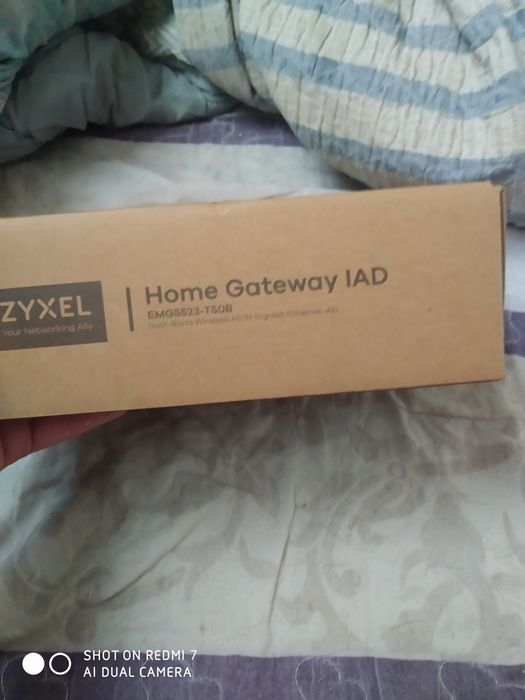 ZYXEL
Your Networking Ally
Home Gateway IAD
EMG5523-T50B
Dual-Band Wireless AC/N Gigabit Ethernet IAD
SHOT ON REDMI 7
AI DUAL CAMERA